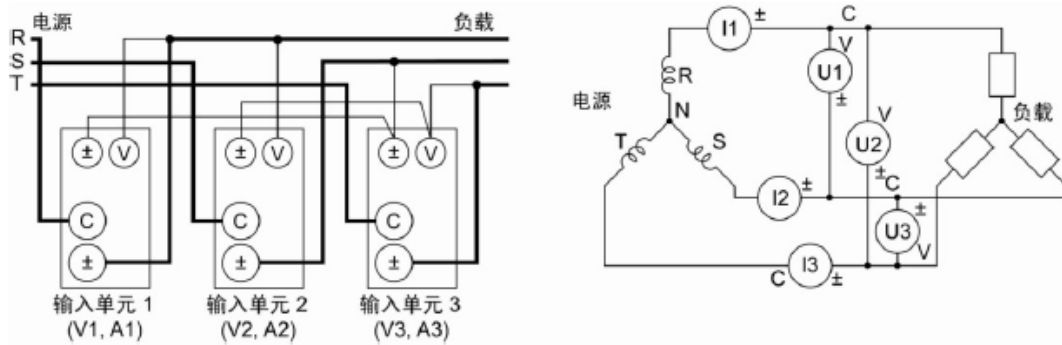 电源
负载
R
S
T
± V
± V
± V
C
C
C
±
±
±
输入单元 1
(V1, A1)
输入单元 2
(V2, A2)
输入单元 3
(V3, A3)
I1 ±
C
V
U1
±
R
电源
N
V
U2
±
负载
T
S
I2 ±
C
±
U3
V
C I3 ±